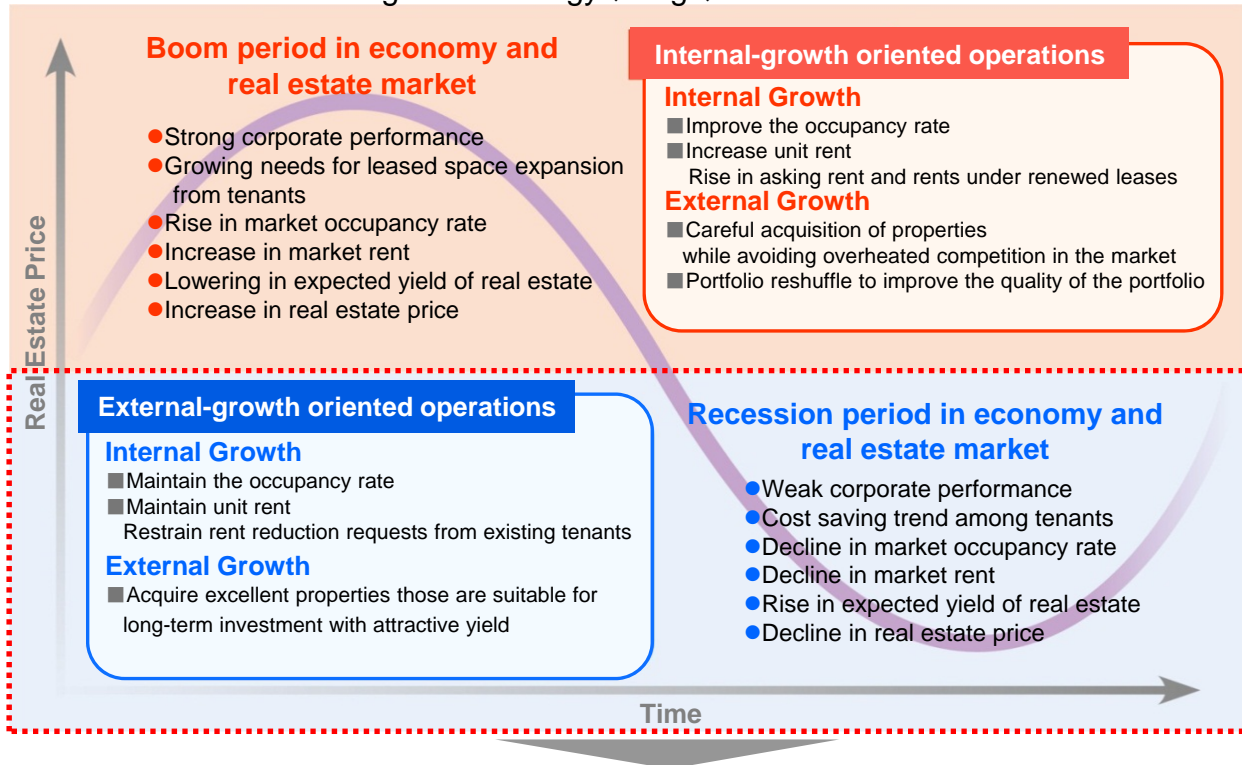 Boom period in economy and
real estate market
●Strong corporate performance
●Growing needs for leased space expansion
from tenants
●Rise in market occupancy rate
●Increase in market rent
●Lowering in expected yield of real estate
●Increase in real estate price
Internal-growth oriented operations
Internal Growth
■Improve the occupancy rate
■Increase unit rent
Rise in asking rent and rents under renewed leases
External Growth
■Careful acquisition of properties
while avoiding overheated competition in the market
■Portfolio reshuffle to improve the quality of the portfolio
Real Estate Price
External-growth oriented operations
Internal Growth
■Maintain the occupancy rate
■Maintain unit rent
Restrain rent reduction requests from existing tenants
External Growth
■Acquire excellent properties those are suitable for
long-term investment with attractive yield
Recession period in economy and
real estate market
●Weak corporate performance
●Cost saving trend among tenants
●Decline in market occupancy rate
●Decline in market rent
●Rise in expected yield of real estate
●Decline in real estate price
Time